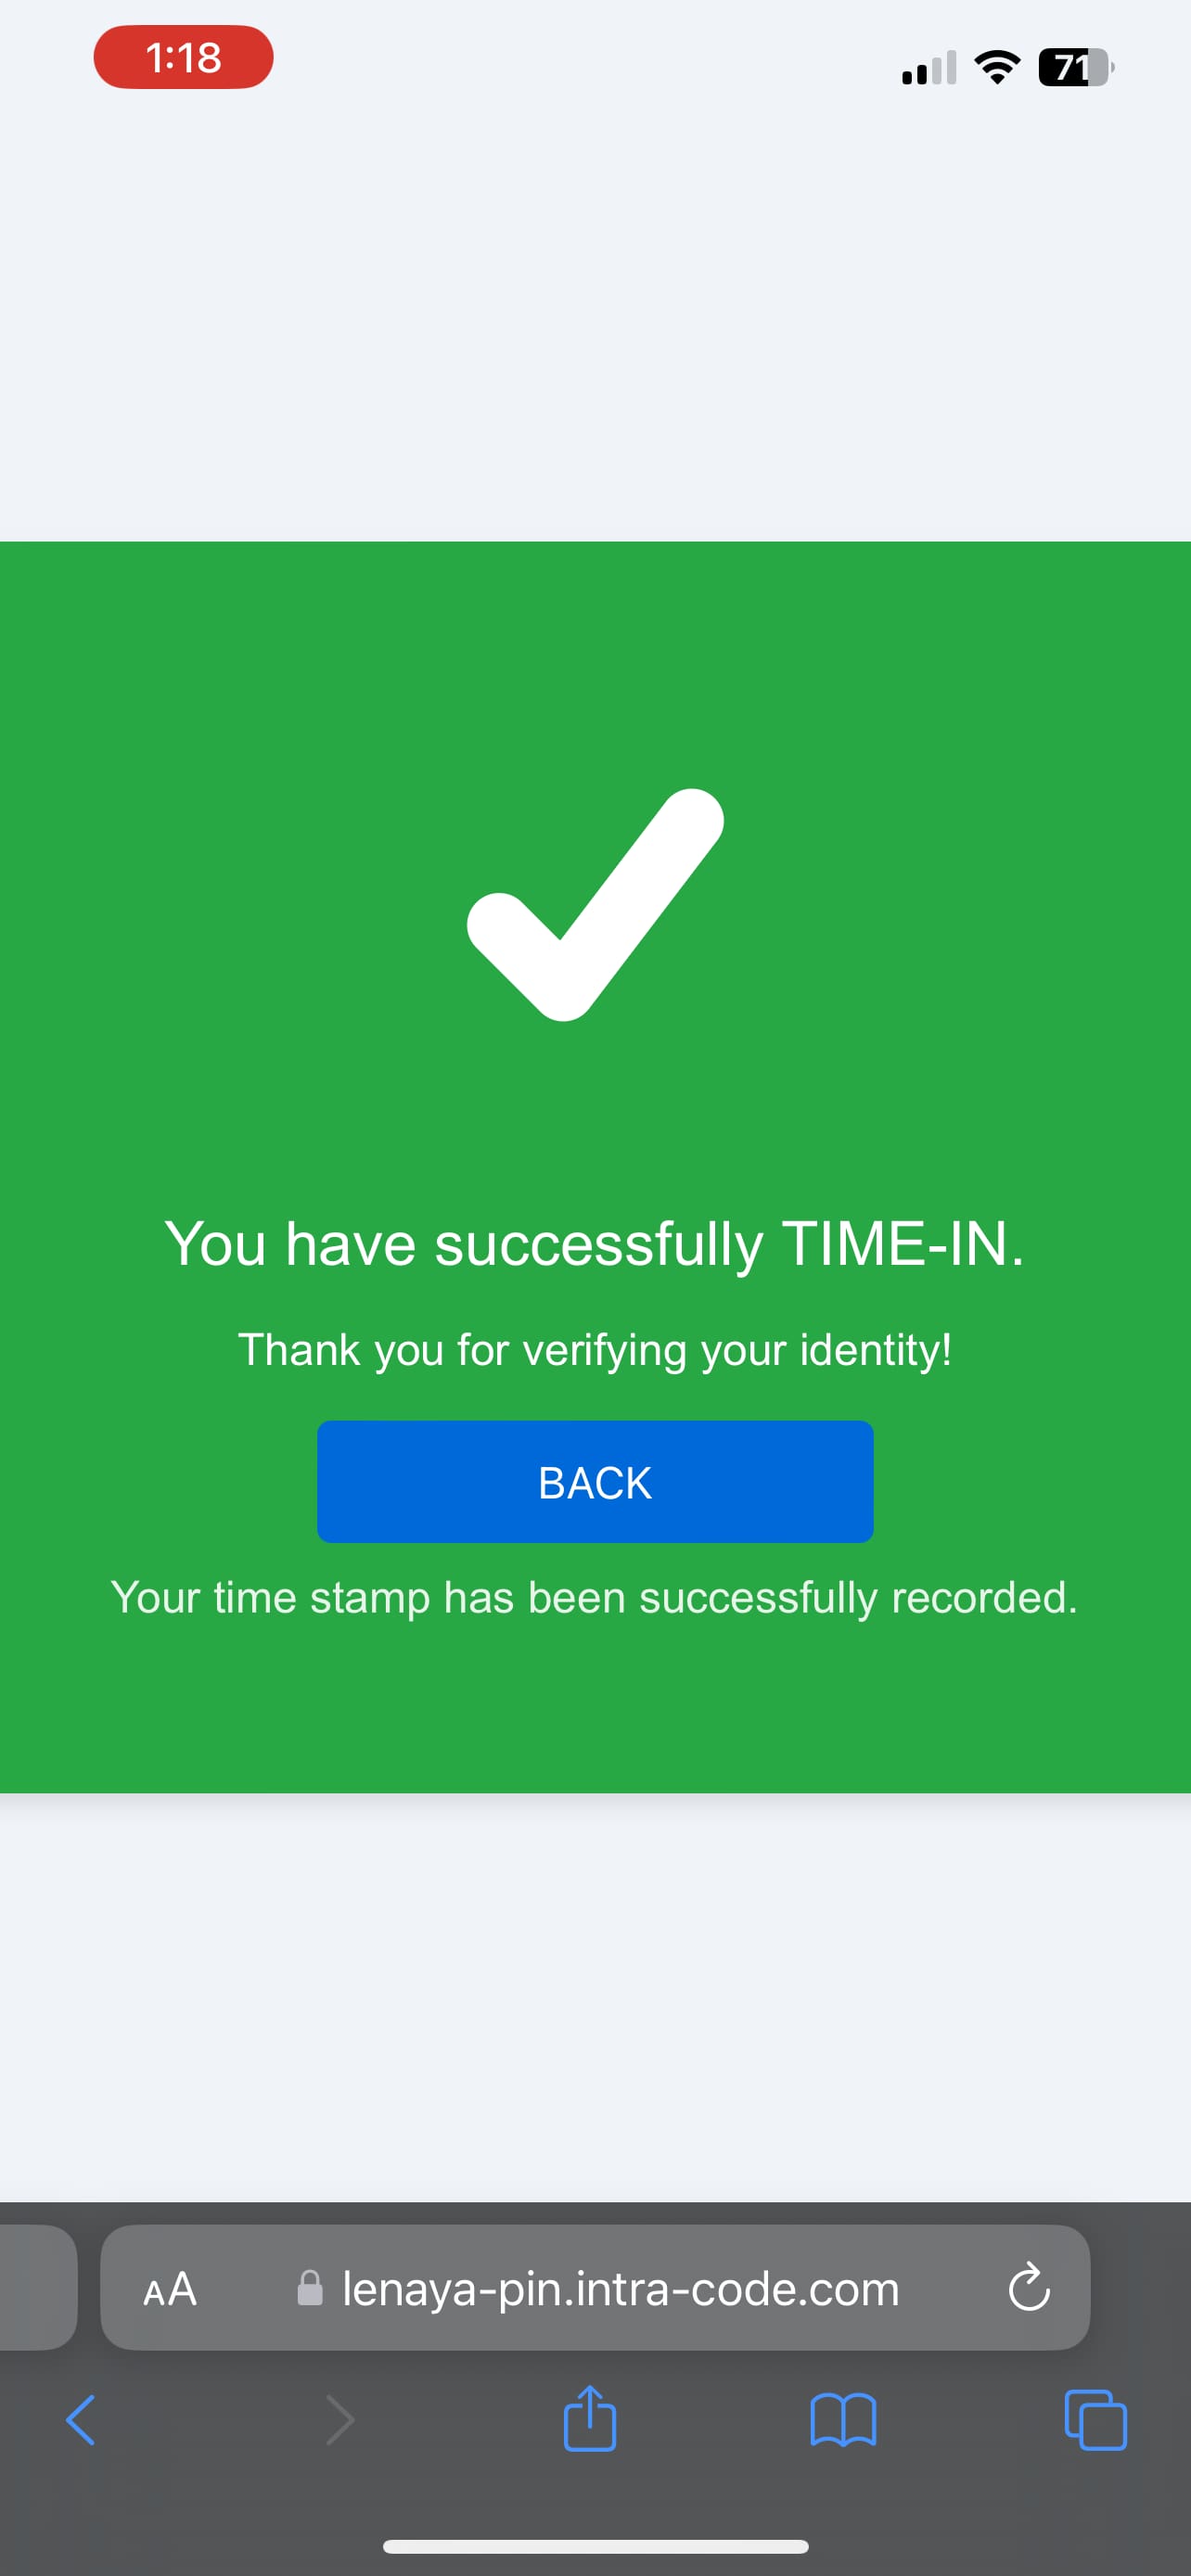 1:18
71
You have successfully TIME-IN.
Thank you for verifying your identity!
BACK
Your time stamp has been successfully recorded.
AA lenaya-pin.intra-code.com